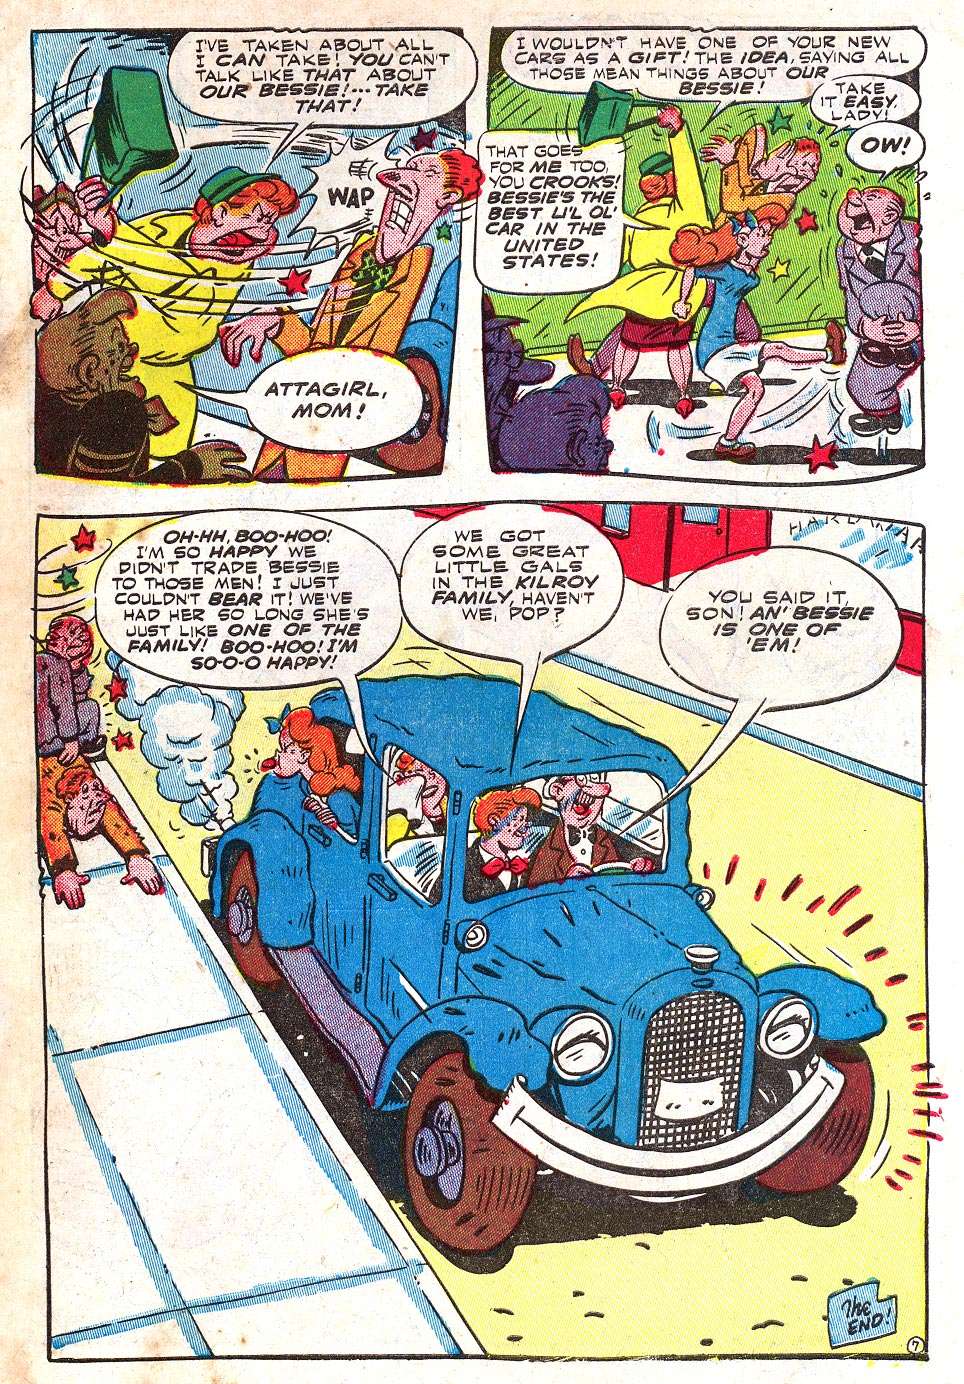 I'VE TAKEN ABOUT ALL
I CAN TAKE! YOU CAN'T
TALK LIKE THAT ABOUT
OUR BESSIE!... TAKE
THAT!
WAP
ATTAGIRL,
MOM!
I WOULDN'T HAVE ONE OF YOUR NEW
CARS AS A GIFT! THE IDEA, SAYING ALL
THOSE MEAN THINGS ABOUT OUR
BESSIE!
TAKE
IT EASY,
LADY!
OW!
THAT GOES
FOR ME TOO,
YOU CROOKS!
BESSIE'S THE
BEST LI'L OL'
CAR IN THE
UNITED
STATES!
OH-HH, BOO-HOO!
I'M SO HAPPY WE
DIDN'T TRADE BESSIE
TO THOSE MEN! I JUST
COULDN'T BEAR IT! WE'VE
HAD HER SO LONG SHE'S
JUST LIKE ONE OF THE
FAMILY! BOO-HOO! I'M
SO-O-O HAPPY!
WE GOT
SOME GREAT
LITTLE GALS
IN THE KILROY
FAMILY, HAVEN'T
WE, POP?
YOU SAID IT,
SON! AN' BESSIE
IS ONE OF
'EM!
The
END!
7